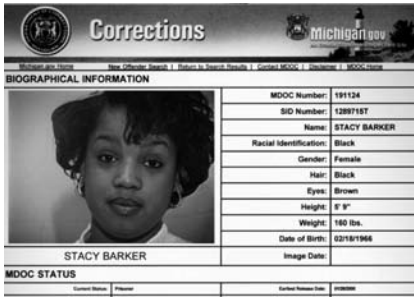 Corrections
Michigan.gov
Michigan.gov Home New Offender Search | Return to Search Results | Contact MDOC | Disclaimer | MDOC Home
BIOGRAPHICAL INFORMATION
MDOC Number: 191124
SID Number: 1289715T
Name: STACY BARKER
Racial Identification: Black
Gender: Female
Hair: Black
Eyes: Brown
Height: 5' 9"
Weight: 160 lbs.
Date of Birth: 02/18/1966
STACY BARKER Image Date:
MDOC STATUS
Current Status: Prisoner Earliest Release Date: